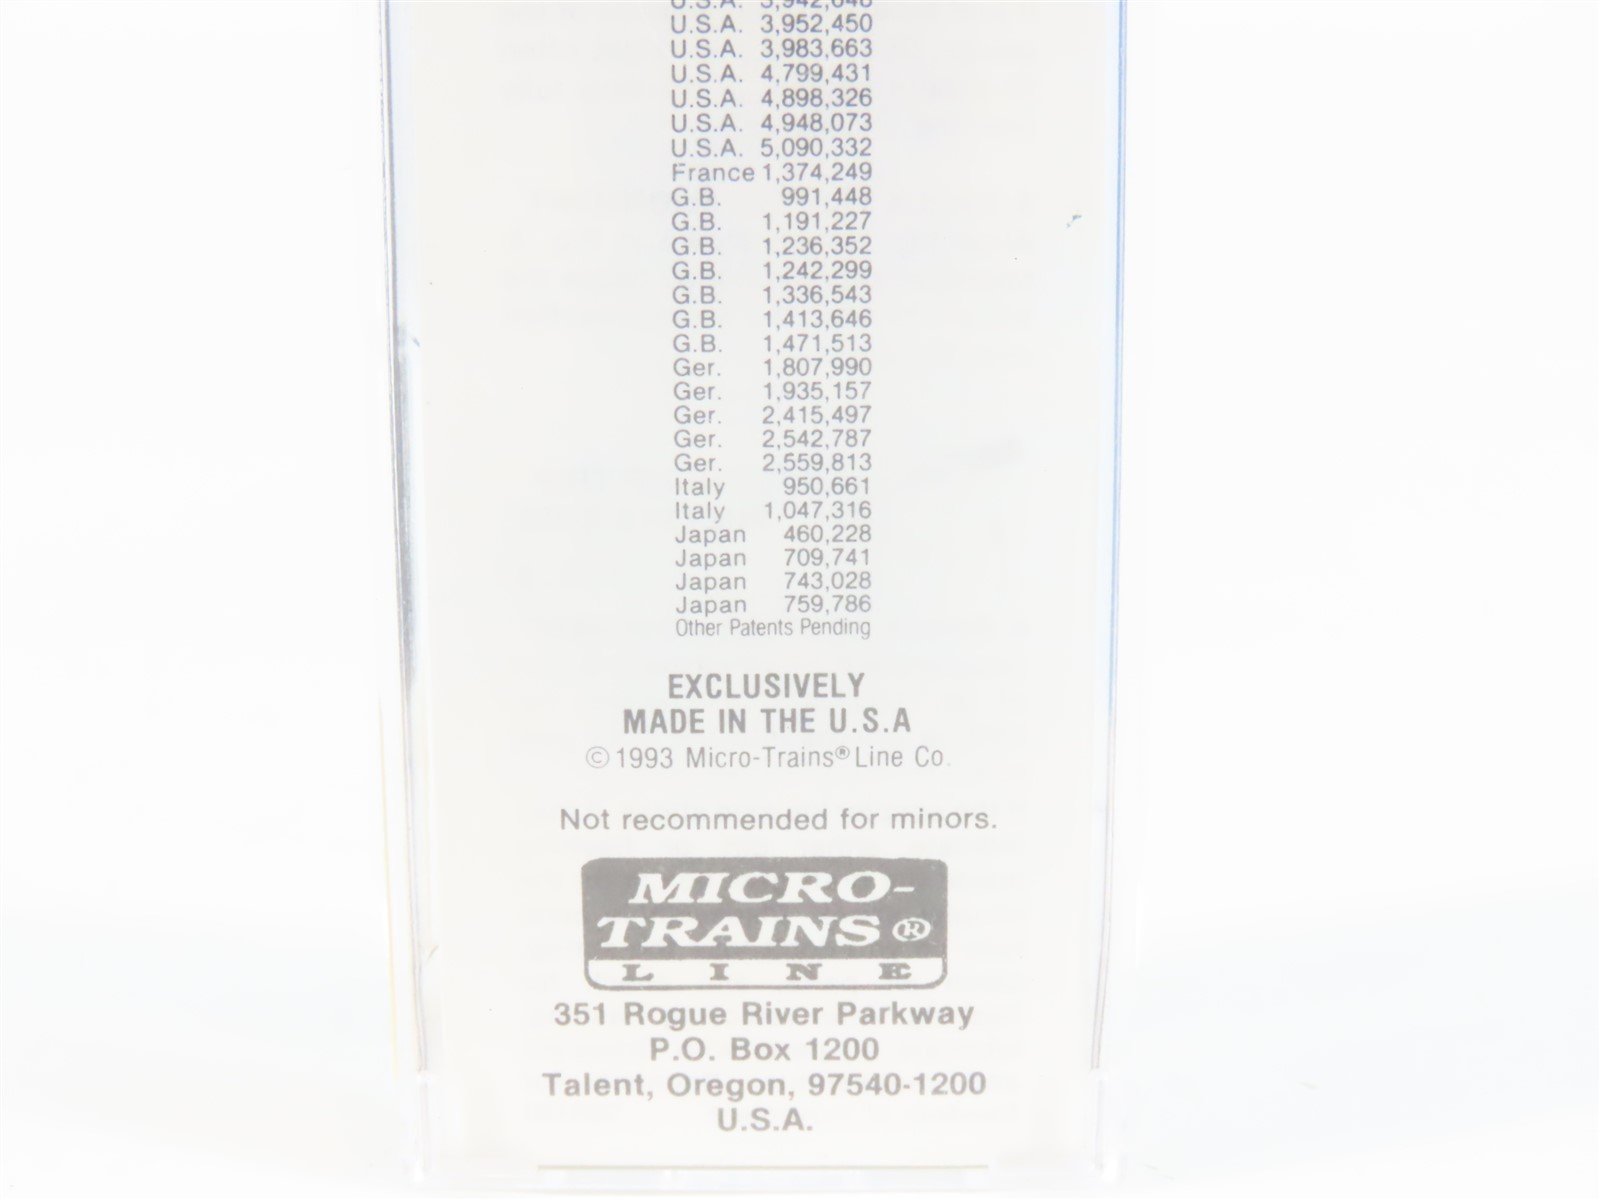 U.S.A. 3,942,648
U.S.A. 3,952,450
U.S.A. 3,983,663
U.S.A. 4,799,431
U.S.A. 4,898,326
U.S.A. 4,948,073
U.S.A. 5,090,332
France 1,374,249
G.B. 991,448
G.B. 1,191,227
G.B. 1,236,352
G.B. 1,242,299
G.B. 1,336,543
G.B. 1,413,646
G.B. 1,471,513
Ger. 1,807,990
Ger. 1,935,157
Ger. 2,415,497
Ger. 2,542,787
Ger. 2,559,813
Italy 950,661
Italy 1,047,316
Japan 460,228
Japan 709,741
Japan 743,028
Japan 759,786
Other Patents Pending
EXCLUSIVELY
MADE IN THE U.S.A
©1993 Micro-Trains® Line Co.
Not recommended for minors.
MICRO-
TRAINS®
LINE
351 Rogue River Parkway
P.O. Box 1200
Talent, Oregon, 97540-1200
U.S.A.